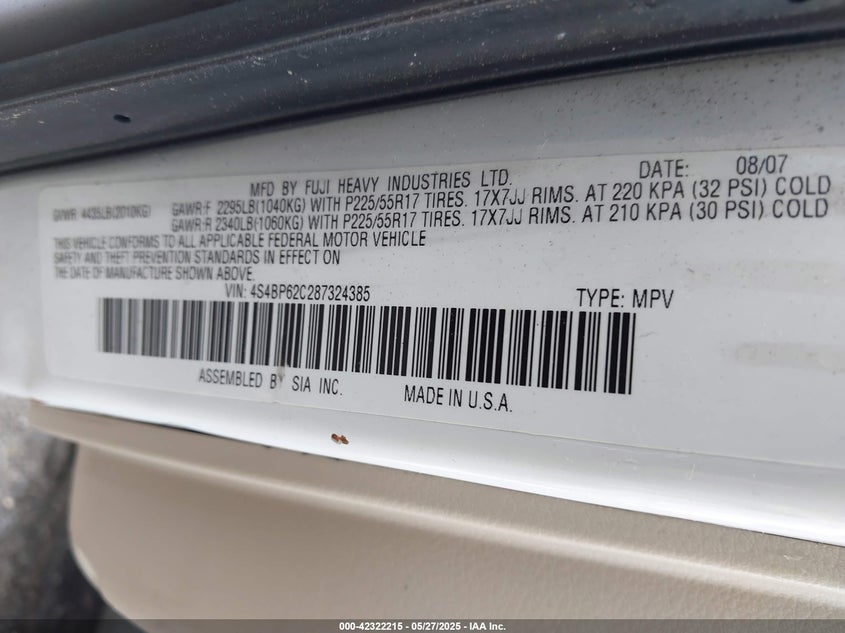 MFD BY FUJI HEAVY INDUSTRIES LTD. DATE: 08/07
GVWR 4435LB(2010KG) GAWR:F 2295LB(1040KG) WITH P225/55R17 TIRES. 17X7JJ RIMS. AT 220 KPA (32 PSI) COLD
GAWR:R 2340LB(1060KG) WITH P225/55R17 TIRES. 17X7JJ RIMS. AT 210 KPA (30 PSI) COLD
THIS VEHICLE CONFORMS TO ALL APPLICABLE FEDERAL MOTOR VEHICLE
SAFETY AND THEFT PREVENTION STANDARDS IN EFFECT ON
THE DATE OF MANUFACTURE SHOWN ABOVE.
VIN: 4S4BP62C287324385 TYPE: MPV
ASSEMBLED BY SIA INC. MADE IN U.S.A.
000-42322215 - 05/27/2025 - IAA Inc.